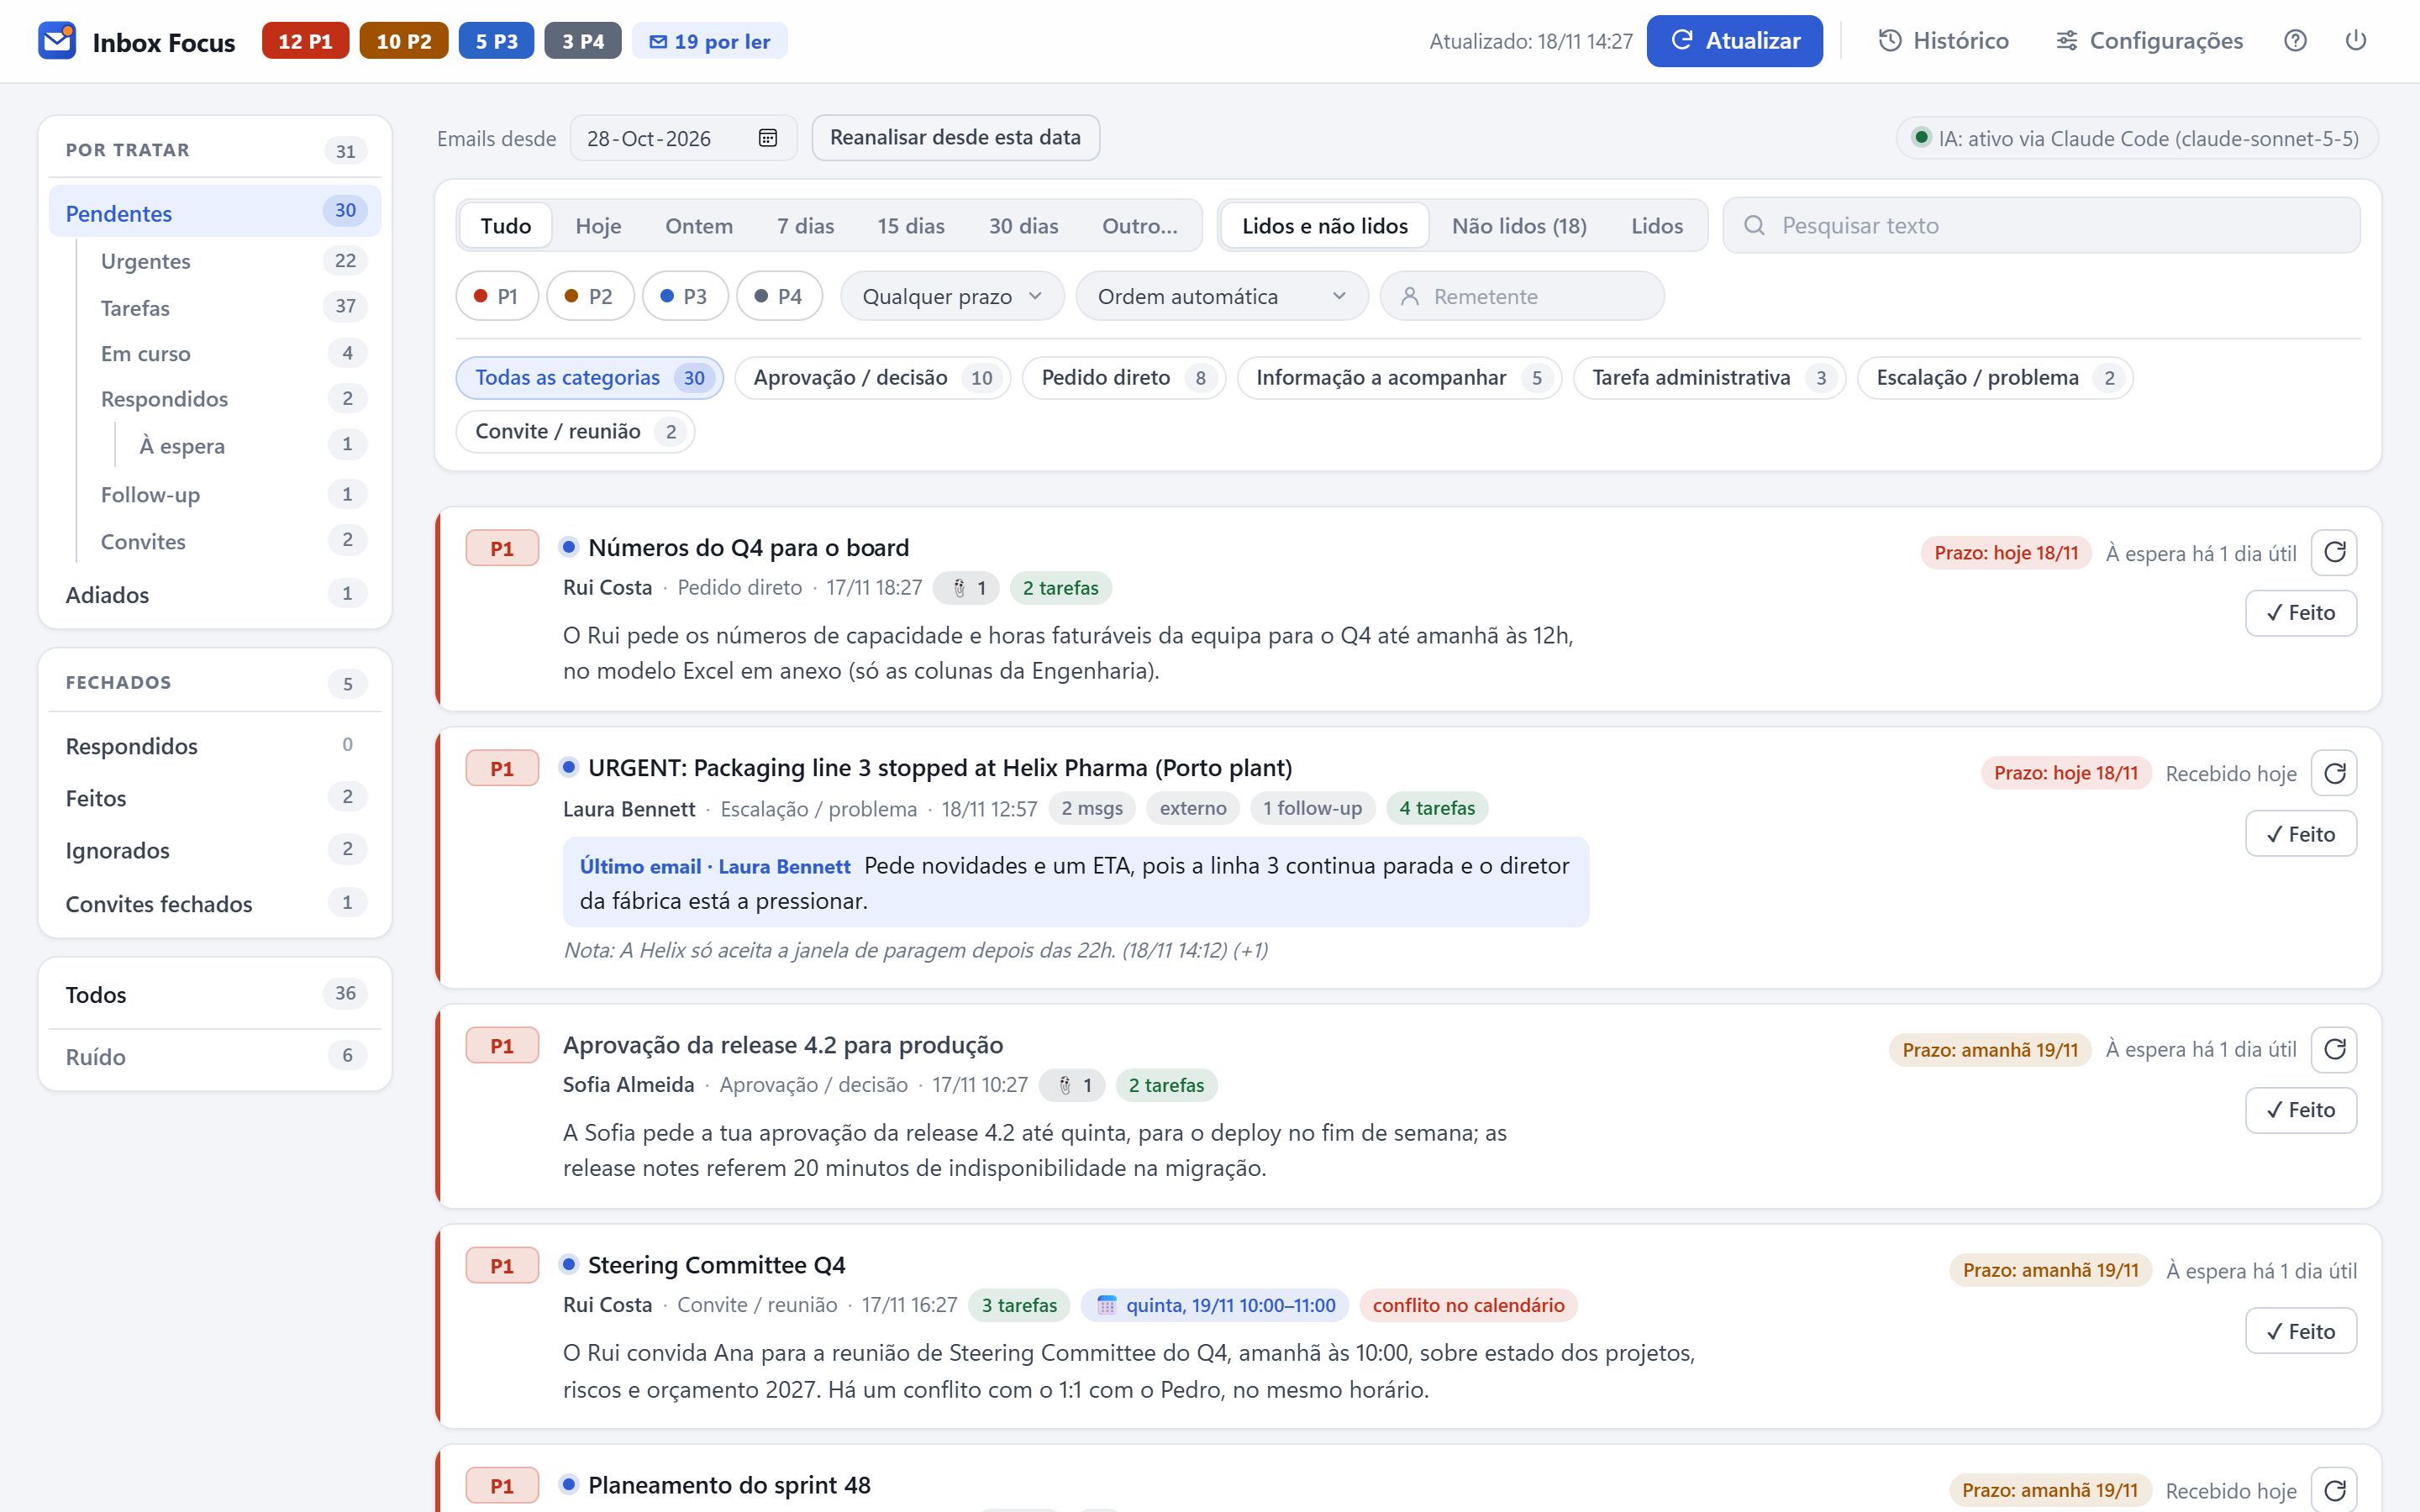 Inbox Focus 12 P1 10 P2 5 P3 3 P4 19 por ler Atualizado: 18/11 14:27 Atualizar Histórico Configurações
POR TRATAR 31
Pendentes 30
Urgentes 22
Tarefas 37
Em curso 4
Respondidos 2
À espera 1
Follow-up 1
Convites 2
Adiados 1
FECHADOS 5
Respondidos 0
Feitos 2
Ignorados 2
Convites fechados 1
Todos 36
Ruído 6
Emails desde 28-Oct-2026 Reanalisar desde esta data IA: ativo via Claude Code (claude-sonnet-5-5)
Tudo Hoje Ontem 7 dias 15 dias 30 dias Outro... Lidos e não lidos Não lidos (18) Lidos Pesquisar texto
P1 P2 P3 P4 Qualquer prazo Ordem automática Remetente
Todas as categorias 30 Aprovação / decisão 10 Pedido direto 8 Informação a acompanhar 5 Tarefa administrativa 3 Escalação / problema 2
Convite / reunião 2
P1 Números do Q4 para o board Prazo: hoje 18/11 À espera há 1 dia útil
Rui Costa · Pedido direto · 17/11 18:27 1 2 tarefas
✓ Feito
O Rui pede os números de capacidade e horas faturáveis da equipa para o Q4 até amanhã às 12h,
no modelo Excel em anexo (só as colunas da Engenharia).
P1 URGENT: Packaging line 3 stopped at Helix Pharma (Porto plant) Prazo: hoje 18/11 Recebido hoje
Laura Bennett · Escalação / problema · 18/11 12:57 2 msgs externo 1 follow-up 4 tarefas
✓ Feito
Último email · Laura Bennett Pede novidades e um ETA, pois a linha 3 continua parada e o diretor
da fábrica está a pressionar.
Nota: A Helix só aceita a janela de paragem depois das 22h. (18/11 14:12) (+1)
P1 Aprovação da release 4.2 para produção Prazo: amanhã 19/11 À espera há 1 dia útil
Sofia Almeida · Aprovação / decisão · 17/11 10:27 1 2 tarefas
✓ Feito
A Sofia pede a tua aprovação da release 4.2 até quinta, para o deploy no fim de semana; as
release notes referem 20 minutos de indisponibilidade na migração.
P1 Steering Committee Q4 Prazo: amanhã 19/11 À espera há 1 dia útil
Rui Costa · Convite / reunião · 17/11 16:27 3 tarefas quinta, 19/11 10:00–11:00 conflito no calendário
✓ Feito
O Rui convida Ana para a reunião de Steering Committee do Q4, amanhã às 10:00, sobre estado dos projetos,
riscos e orçamento 2027. Há um conflito com o 1:1 com o Pedro, no mesmo horário.
P1 Planeamento do sprint 48 Prazo: amanhã 19/11 Recebido hoje